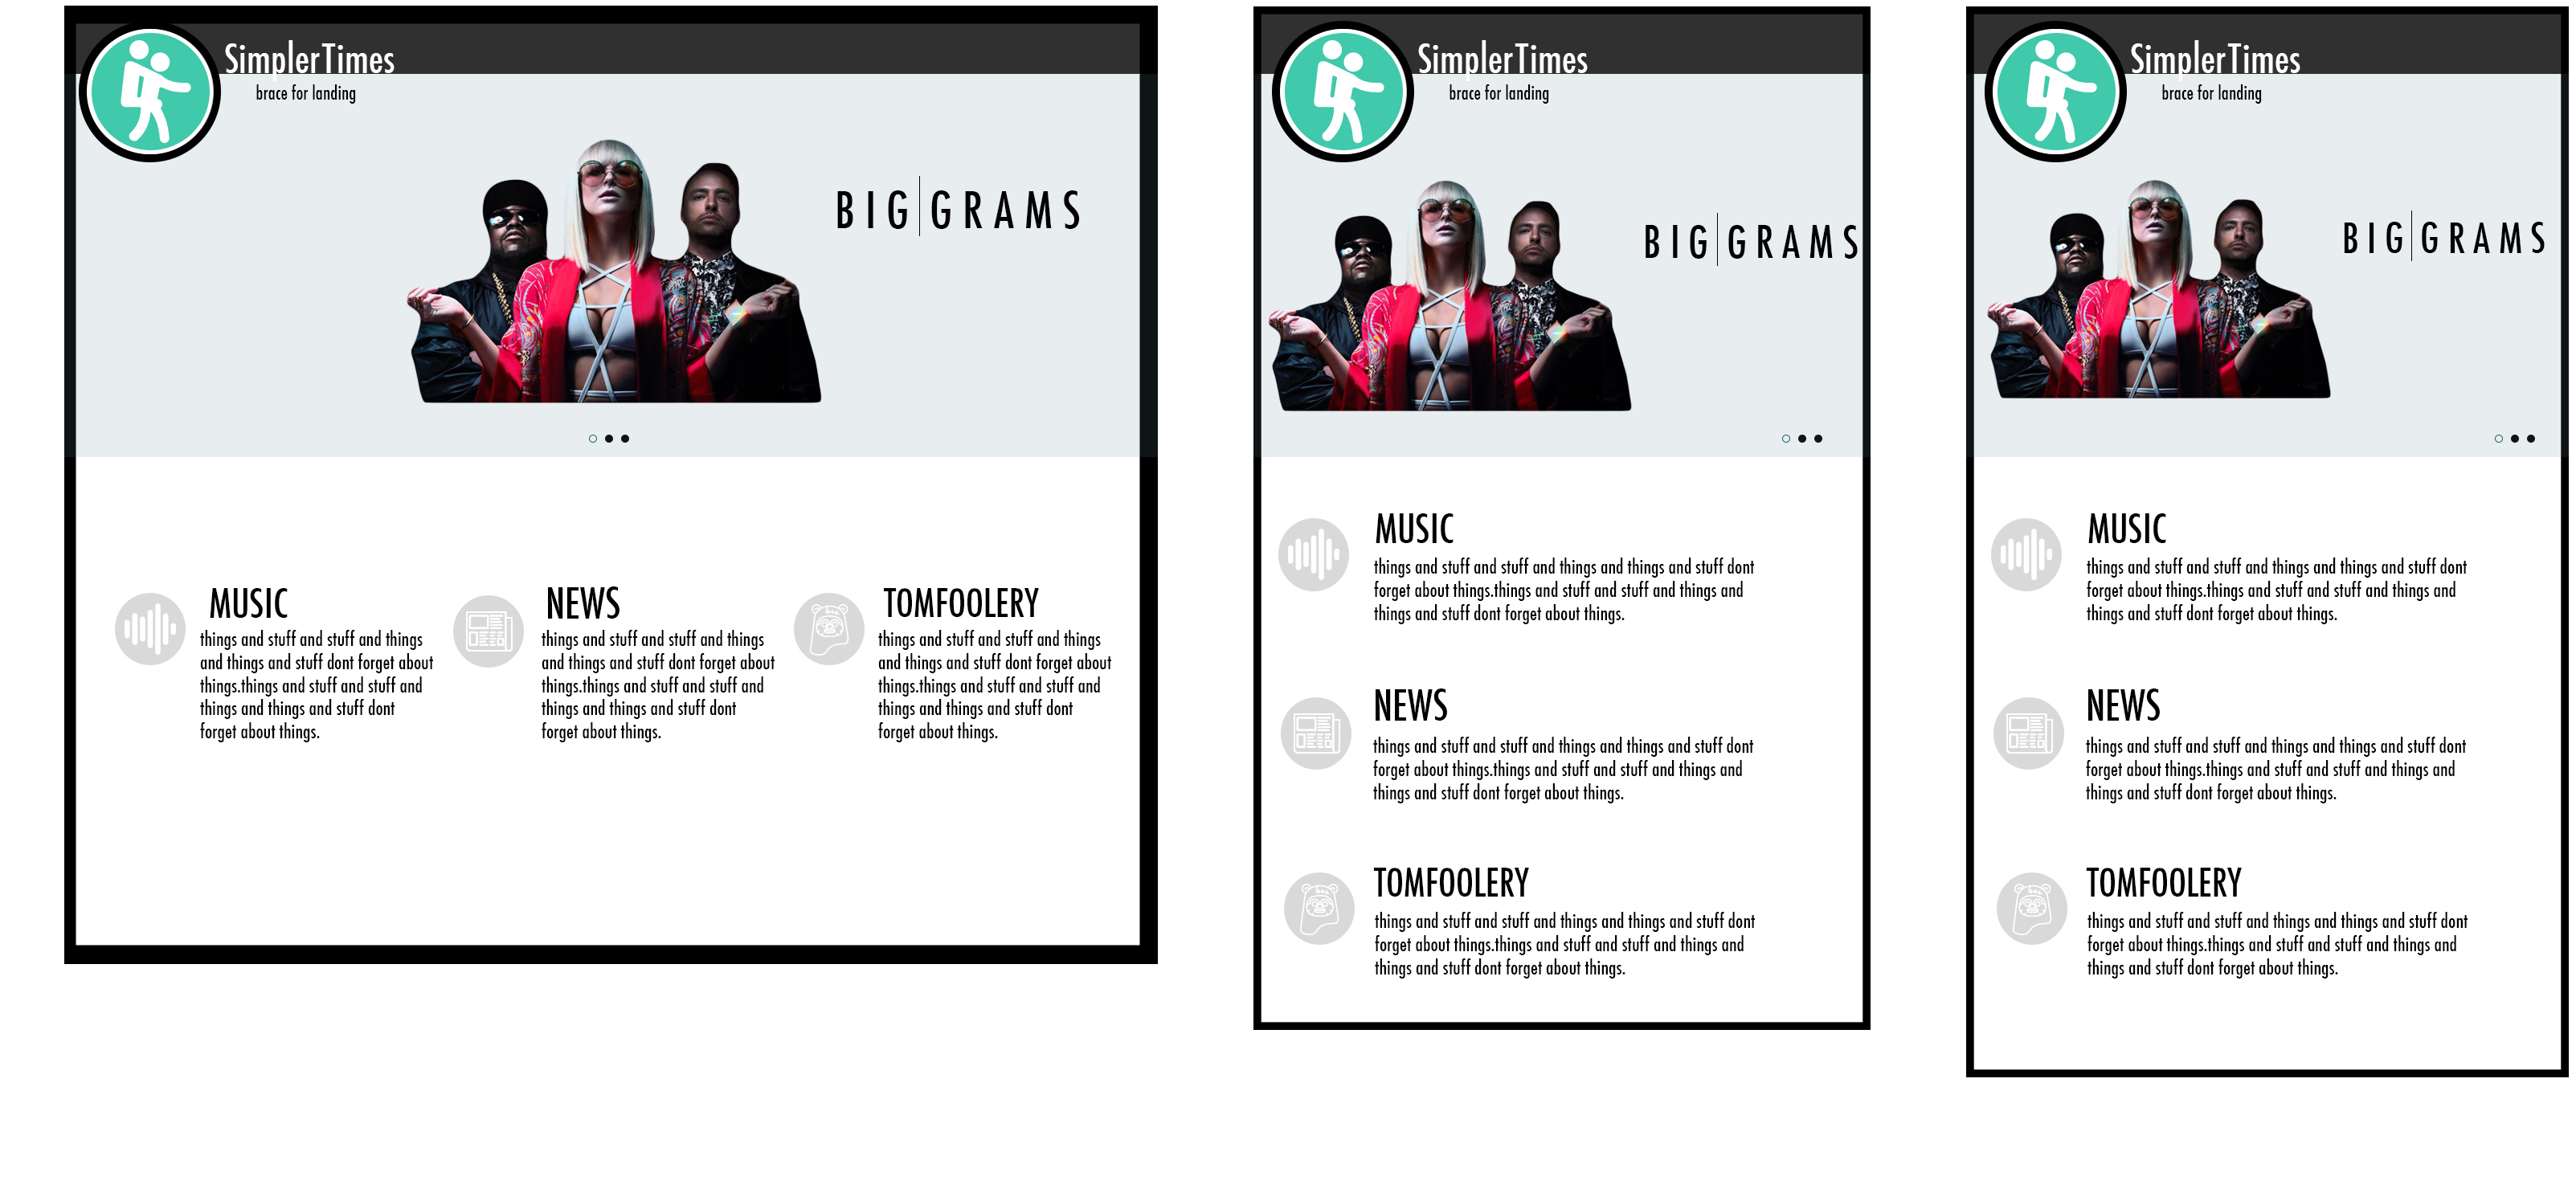 SimplerTimes
brace for landing
BIG|GRAMS
MUSIC
things and stuff and stuff and things
and things and stuff dont forget about
things.things and stuff and stuff and
things and things and stuff dont
forget about things.
NEWS
things and stuff and stuff and things
and things and stuff dont forget about
things.things and stuff and stuff and
things and things and stuff dont
forget about things.
TOMFOOLERY
things and stuff and stuff and things
and things and stuff dont forget about
things.things and stuff and stuff and
things and things and stuff dont
forget about things.
SimplerTimes
brace for landing
BIG|GRAMS
MUSIC
things and stuff and stuff and things and things and stuff dont
forget about things.things and stuff and stuff and things and
things and stuff dont forget about things.
NEWS
things and stuff and stuff and things and things and stuff dont
forget about things.things and stuff and stuff and things and
things and stuff dont forget about things.
TOMFOOLERY
things and stuff and stuff and things and things and stuff dont
forget about things.things and stuff and stuff and things and
things and stuff dont forget about things.
SimplerTimes
brace for landing
BIG|GRAMS
MUSIC
things and stuff and stuff and things and things and stuff dont
forget about things.things and stuff and stuff and things and
things and stuff dont forget about things.
NEWS
things and stuff and stuff and things and things and stuff dont
forget about things.things and stuff and stuff and things and
things and stuff dont forget about things.
TOMFOOLERY
things and stuff and stuff and things and things and stuff dont
forget about things.things and stuff and stuff and things and
things and stuff dont forget about things.